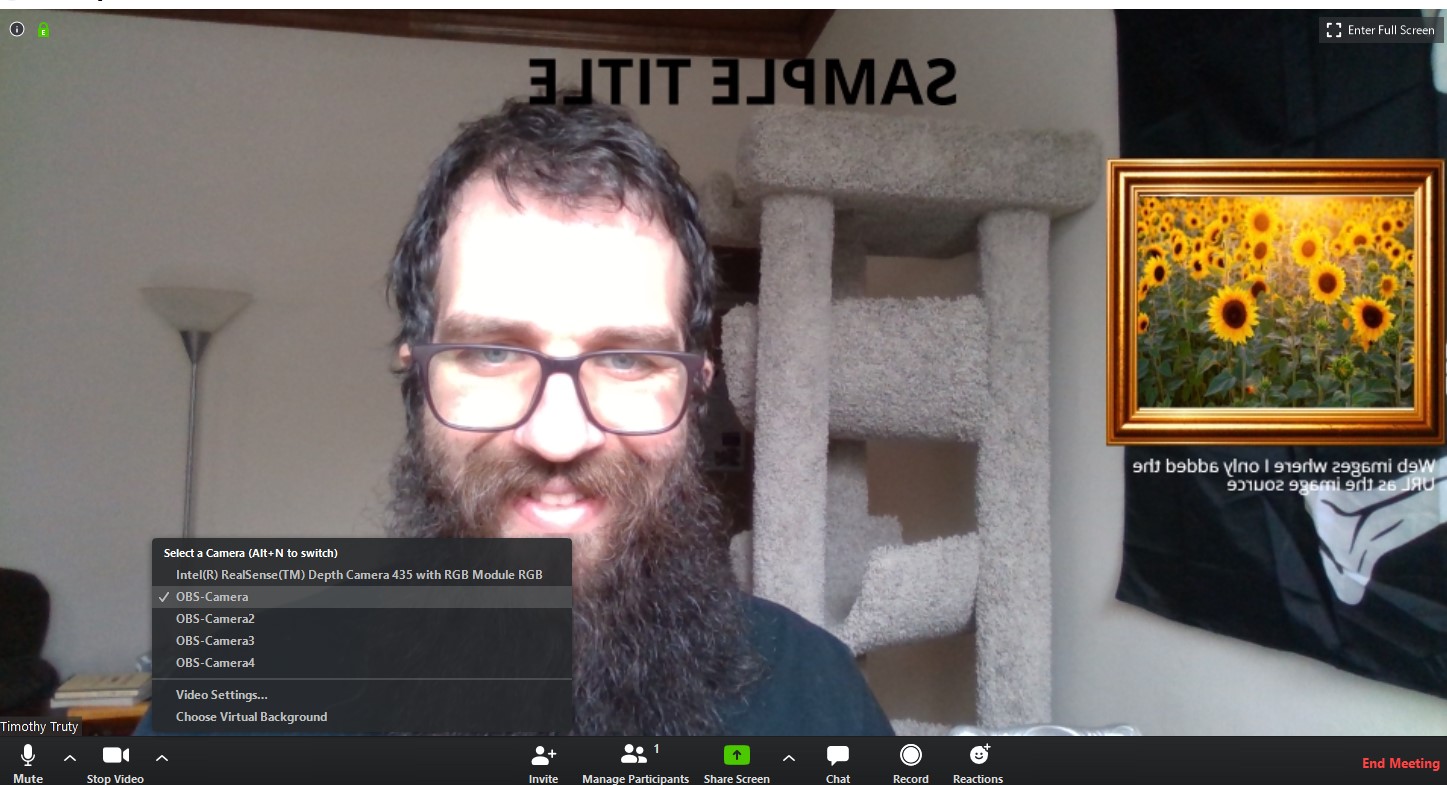 Enter Full Screen
SAMPLE TITLE
Web images where I only added the
URL as the image source
Select a Camera (Alt+N to switch)
Intel(R) RealSense(TM) Depth Camera 435 with RGB Module RGB
OBS-Camera
OBS-Camera2
OBS-Camera3
OBS-Camera4
Video Settings...
Choose Virtual Background
Timothy Truty
Mute
Stop Video
Invite
Manage Participants
1
Share Screen
Chat
Record
Reactions
End Meeting